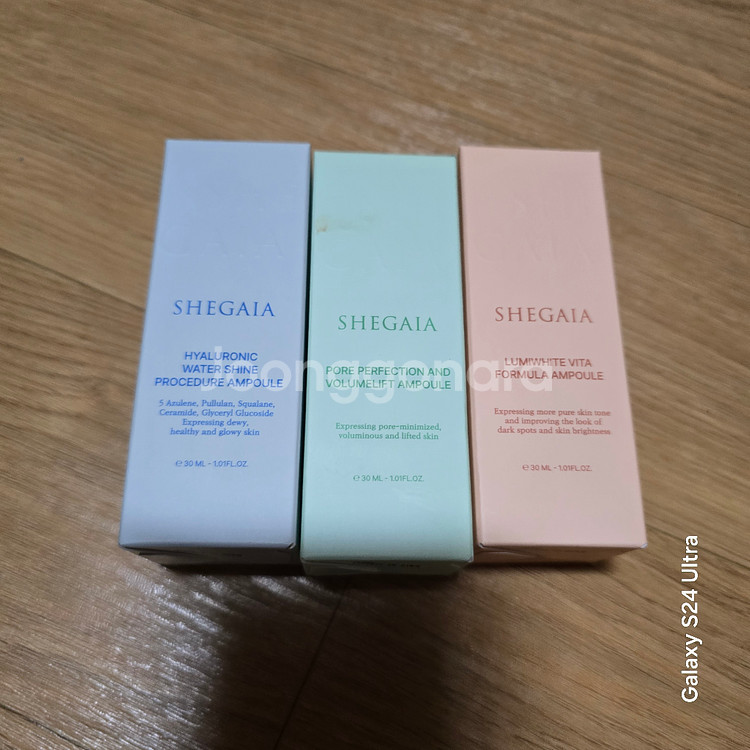 SHEGAIA
HYALURONIC
WATER SHINE
PROCEDURE AMPOULE
5 Azulene, Pullulan, Squalane,
Ceramide, Glyceryl Glucoside
Expressing dewy,
healthy and glowy skin
℮ 30 ML - 1.01FL.OZ.
SHEGAIA
PORE PERFECTION AND
VOLUMELIFT AMPOULE
Expressing pore-minimized,
voluminous and lifted skin
℮ 30 ML - 1.01FL.OZ.
SHEGAIA
LUMIWHITE VITA
FORMULA AMPOULE
Expressing more pure skin tone
and improving the look of
dark spots and skin brightness.
℮ 30 ML - 1.01FL.OZ.
Joonggonara
Galaxy S24 Ultra